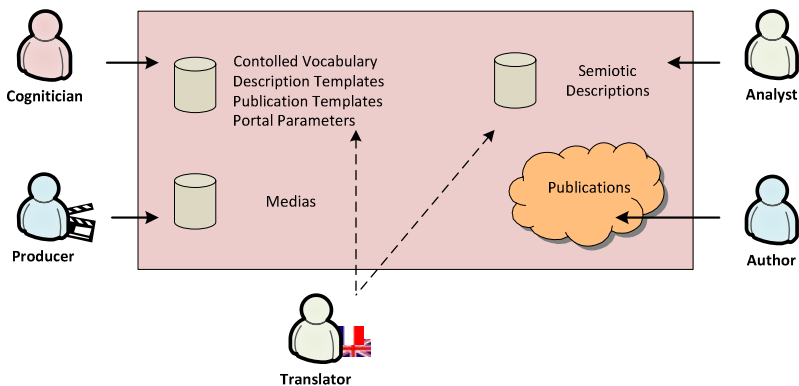 Cognitician
Contolled Vocabulary
Description Templates
Publication Templates
Portal Parameters
Semiotic
Descriptions
Analyst
Producer
Medias
Publications
Author
Translator